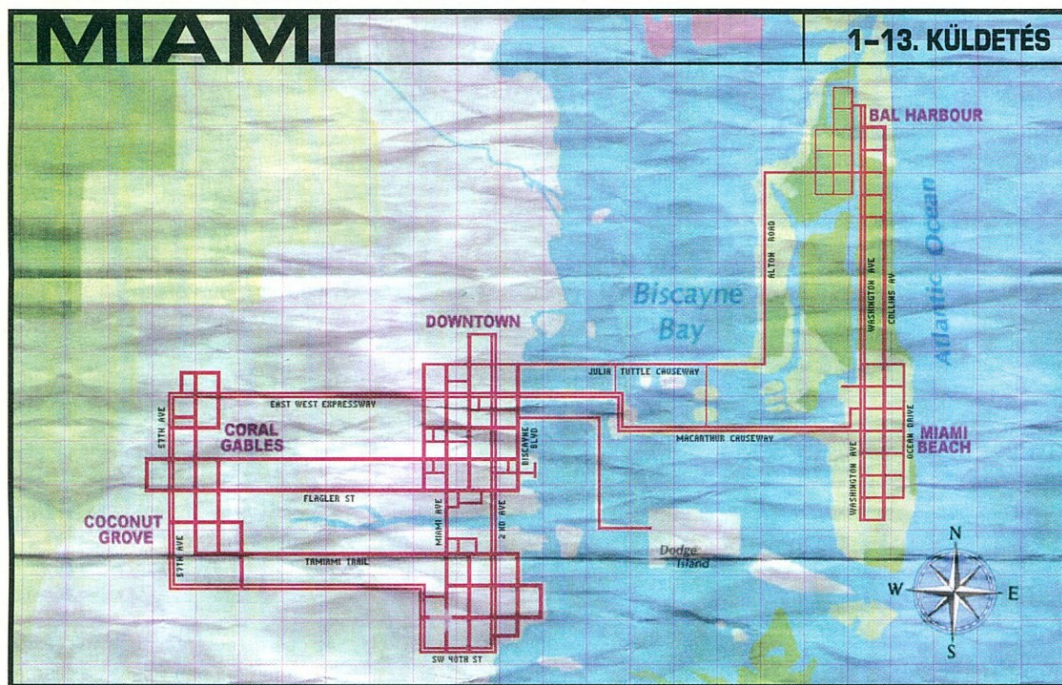 MIAMI
1–13. KÜLDETÉS
BAL HARBOUR
ALTON ROAD
WASHINGTON AVE
COLLINS AV
Atlantic Ocean
Biscayne
Bay
DOWNTOWN
JULIA TUTTLE CAUSEWAY
EAST WEST EXPRESSWAY
57TH AVE
CORAL
GABLES
BISCAYNE
BLVD
MACARTHUR CAUSEWAY
WASHINGTON AVE
OCEAN DRIVE
MIAMI
BEACH
FLAGLER ST
MIAMI AVE
2 ND AVE
COCONUT
GROVE
57TH AVE
TAMIAMI TRAIL
Dodge
Island
SW 40TH ST
N
W
E
S